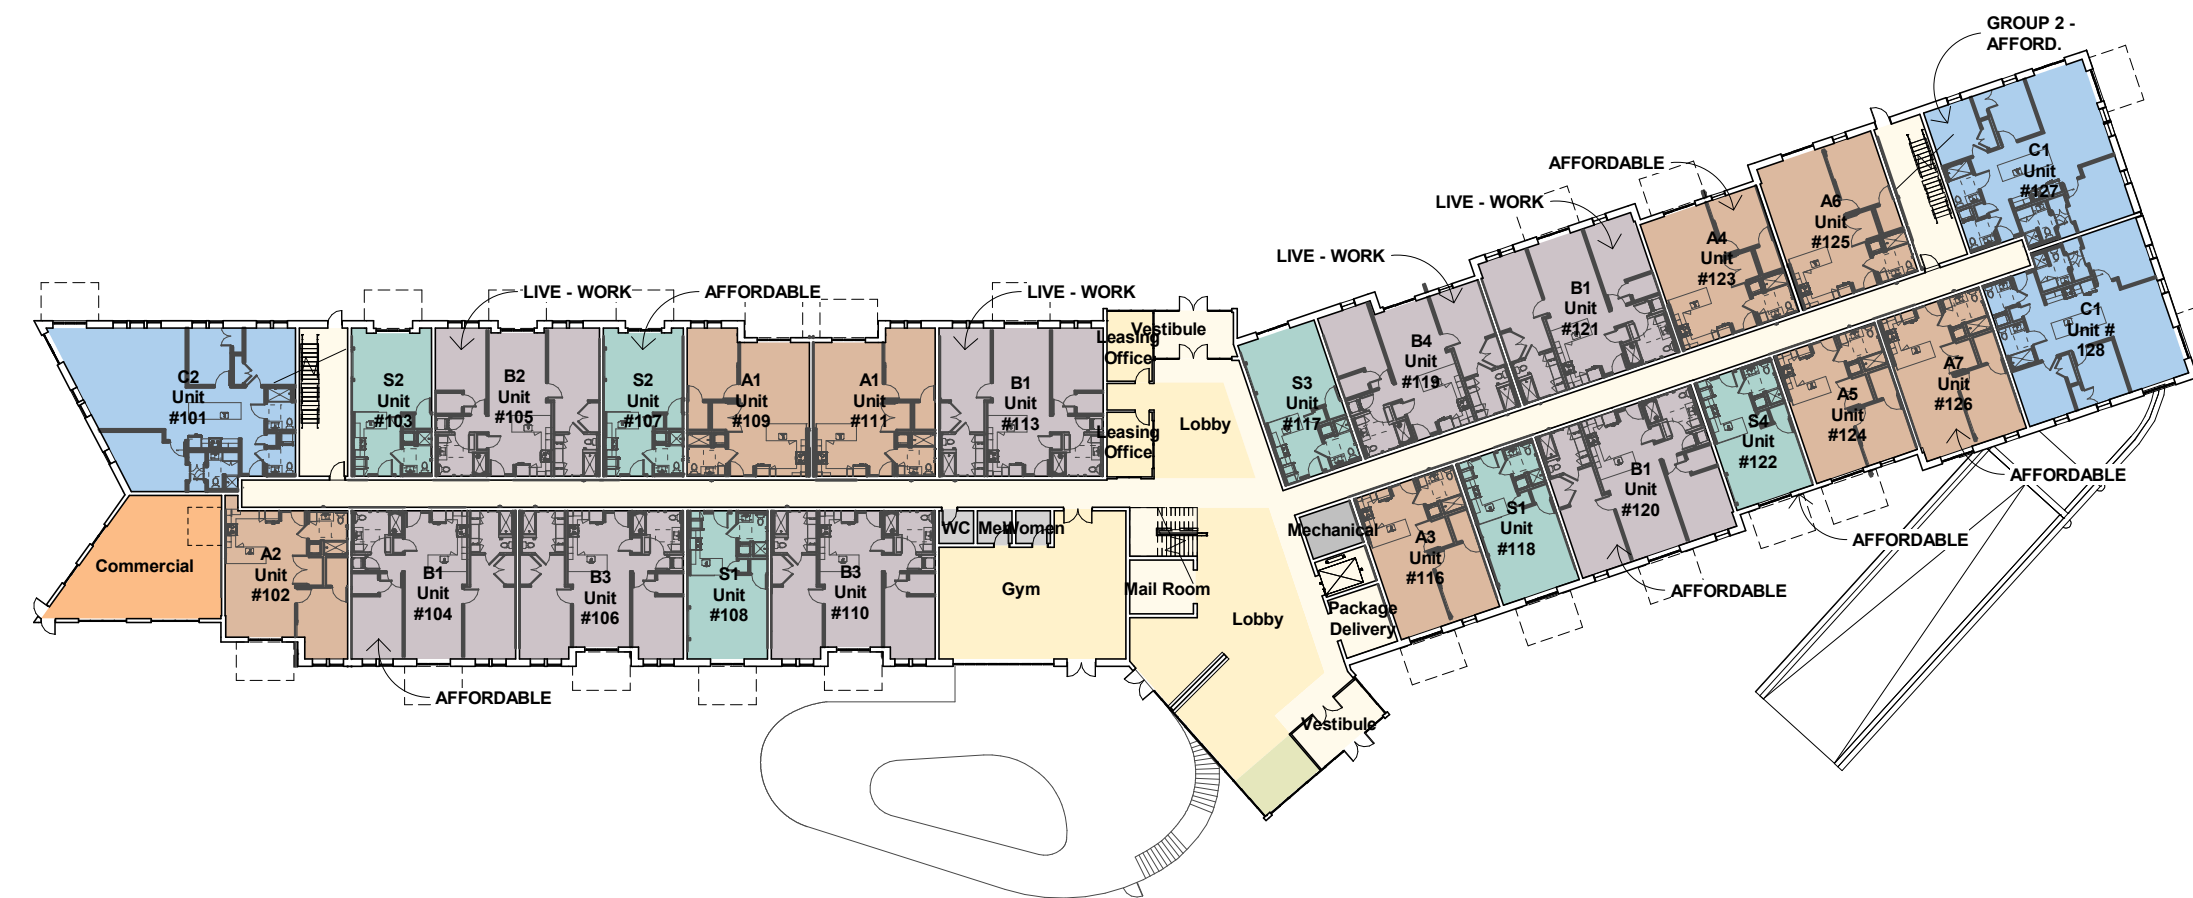 GROUP 2 -
AFFORD.
AFFORDABLE
LIVE - WORK
LIVE - WORK
LIVE - WORK
AFFORDABLE
LIVE - WORK
C1
Unit
#127
A6
Unit
#125
A4
Unit
#123
B1
Unit
#121
B4
Unit
#119
S3
Unit
#117
C1
Unit #
128
A7
Unit
#126
A5
Unit
#124
S4
Unit
#122
B1
Unit
#120
S1
Unit
#118
A3
Unit
#116
C2
Unit
#101
S2
Unit
#103
B2
Unit
#105
S2
Unit
#107
A1
Unit
#109
A1
Unit
#111
B1
Unit
#113
Leasing
Office
Vestibule
Leasing
Office
Lobby
Commercial
A2
Unit
#102
B1
Unit
#104
B3
Unit
#106
S1
Unit
#108
B3
Unit
#110
WC
Men
Women
Gym
Mail Room
Lobby
Mechanical
Package
Delivery
Vestibule
AFFORDABLE
AFFORDABLE
AFFORDABLE
AFFORDABLE